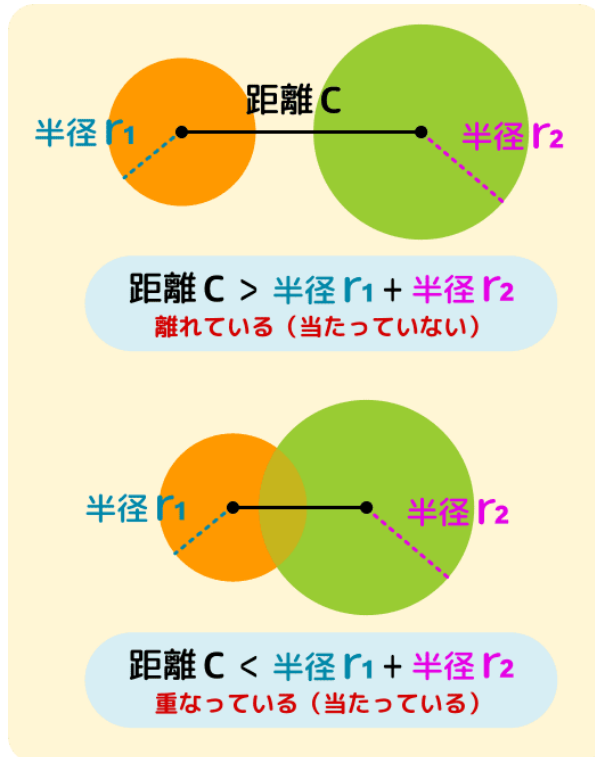 距離 C
半径 r₁
半径 r₂
距離 C > 半径 r₁ + 半径 r₂
離れている（当たっていない）
半径 r₁
半径 r₂
距離 C < 半径 r₁ + 半径 r₂
重なっている（当たっている）